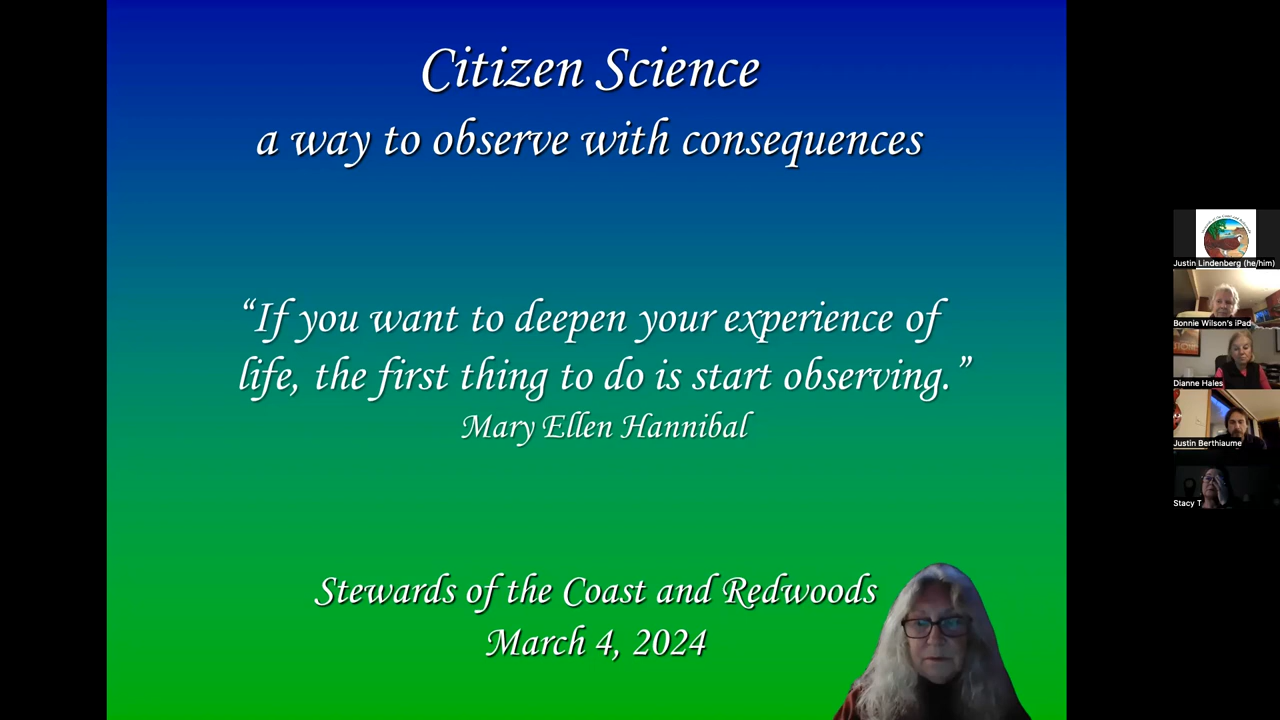 Citizen Science
a way to observe with consequences
“If you want to deepen your experience of
life, the first thing to do is start observing.”
Mary Ellen Hannibal
Stewards of the Coast and Redwoods
March 4, 2024
Justin Lindenberg (he/him)
Bonnie Wilson's iPad
Dianne Hales
Justin Berthiaume
Stacy T